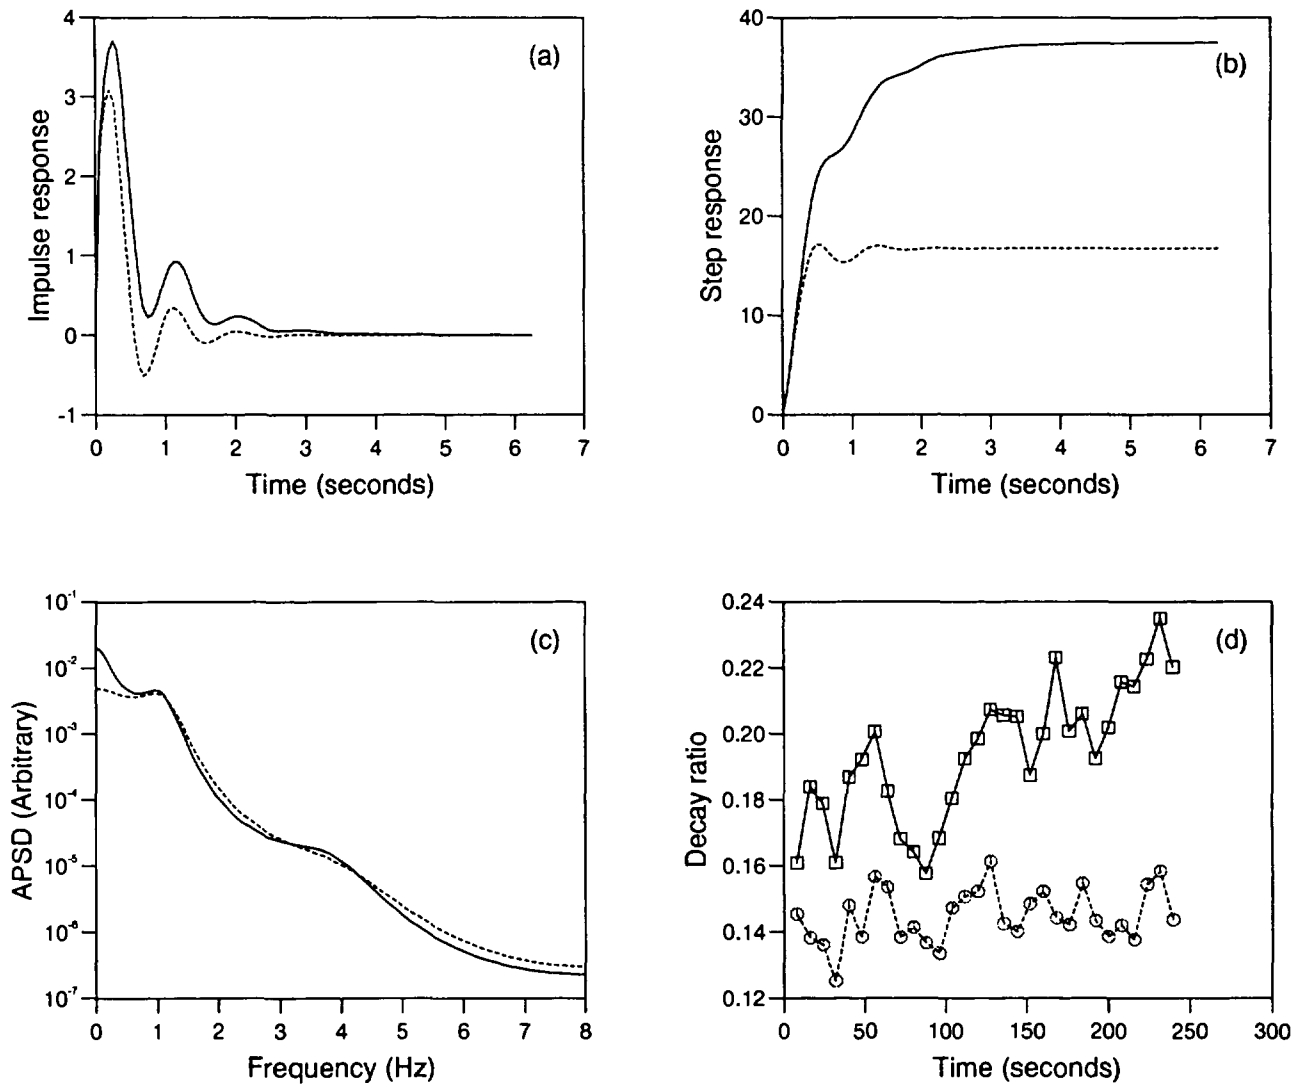 (a)
Impulse response
4
3
2
1
0
-1
0 1 2 3 4 5 6 7
Time (seconds)
(b)
Step response
40
30
20
10
0
0 1 2 3 4 5 6 7
Time (seconds)
(c)
APSD (Arbitrary)
10⁻¹
10⁻²
10⁻³
10⁻⁴
10⁻⁵
10⁻⁶
10⁻⁷
0 1 2 3 4 5 6 7 8
Frequency (Hz)
(d)
Decay ratio
0.24
0.22
0.20
0.18
0.16
0.14
0.12
0 50 100 150 200 250 300
Time (seconds)